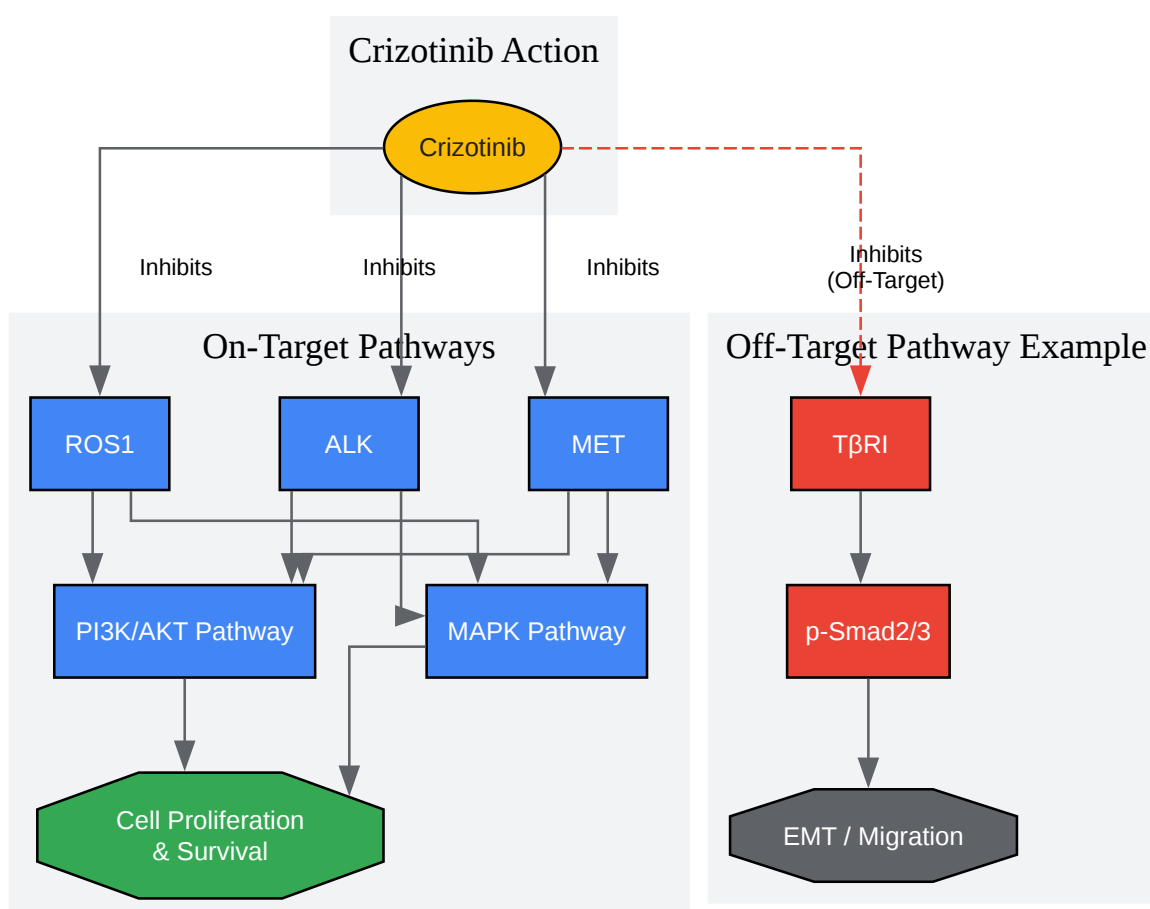 Crizotinib Action
Crizotinib
Inhibits
Inhibits
Inhibits
Inhibits
(Off-Target)
On-Target Pathways
Off-Target Pathway Example
ROS1
ALK
MET
TβRI
PI3K/AKT Pathway
MAPK Pathway
p-Smad2/3
Cell Proliferation
& Survival
EMT / Migration